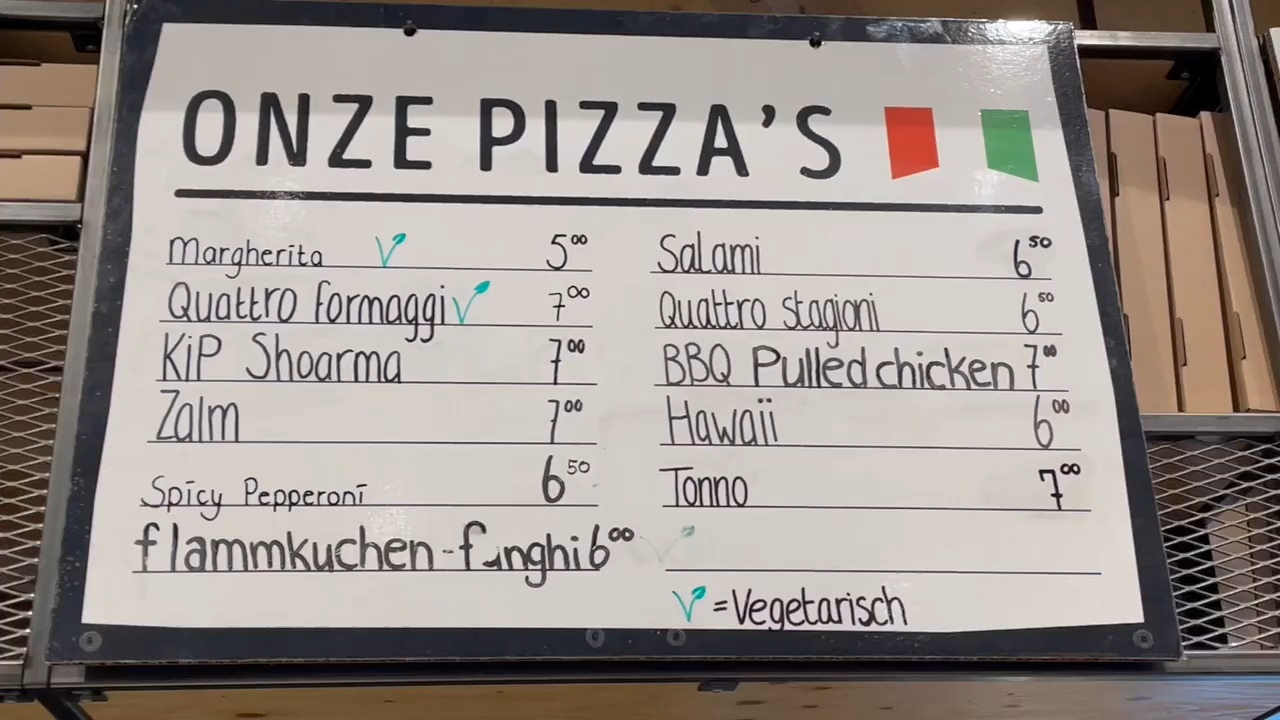 ONZE PIZZA'S
Margherita V 5⁰⁰
Quattro formaggi V 7⁰⁰
Kip Shoarma 7⁰⁰
Zalm 7⁰⁰
Spicy Pepperoni 6⁵⁰
flammkuchen-funghi 6⁰⁰ V
Salami 6⁵⁰
Quattro stagioni 6⁵⁰
BBQ Pulled chicken 7⁰⁰
Hawaii 6⁰⁰
Tonno 7⁰⁰
V = Vegetarisch